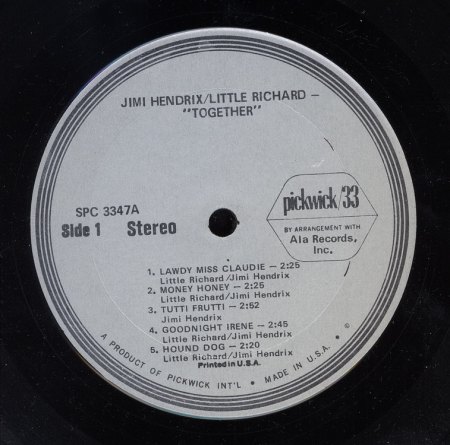 JIMI HENDRIX/LITTLE RICHARD —
"TOGETHER"
SPC 3347A
Side 1 Stereo
pickwick/33
BY ARRANGEMENT WITH
Ala Records,
Inc.
1. LAWDY MISS CLAUDIE — 2:25
Little Richard/Jimi Hendrix
2. MONEY HONEY — 2:25
Little Richard/Jimi Hendrix
3. TUTTI FRUTTI — 2:52
Jimi Hendrix
4. GOODNIGHT IRENE — 2:45
Little Richard/Jimi Hendrix
5. HOUND DOG — 2:20
Little Richard/Jimi Hendrix
Printed in U.S.A.
A PRODUCT OF PICKWICK INT'L • MADE IN U.S.A. • ©